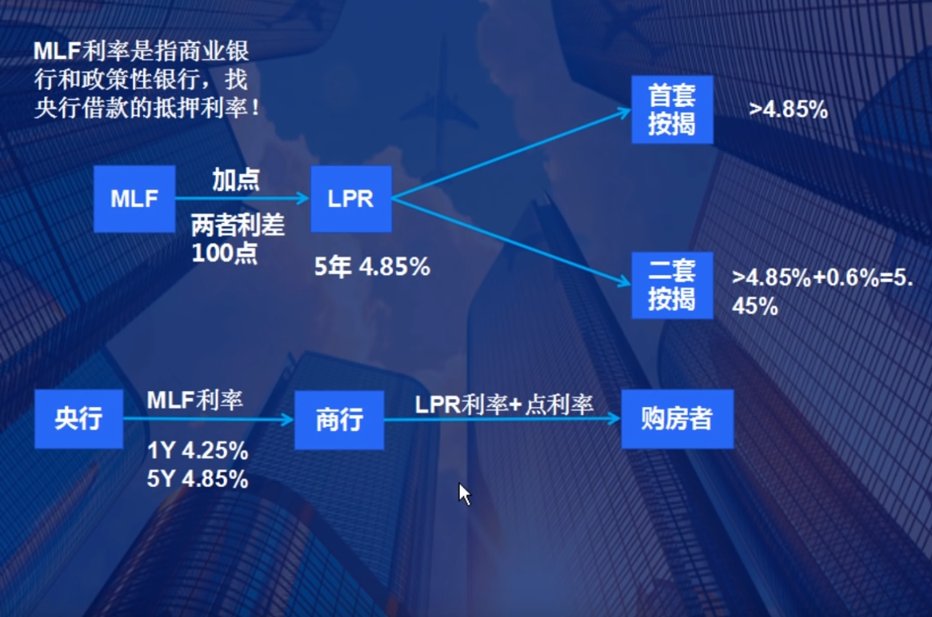 MLF利率是指商业银
行和政策性银行，找
央行借款的抵押利率！
首套
按揭
>4.85%
MLF
加点
两者利差
100点
LPR
5年 4.85%
二套
按揭
>4.85%+0.6%=5.
45%
央行
MLF利率
1Y 4.25%
5Y 4.85%
商行
LPR利率+点利率
购房者